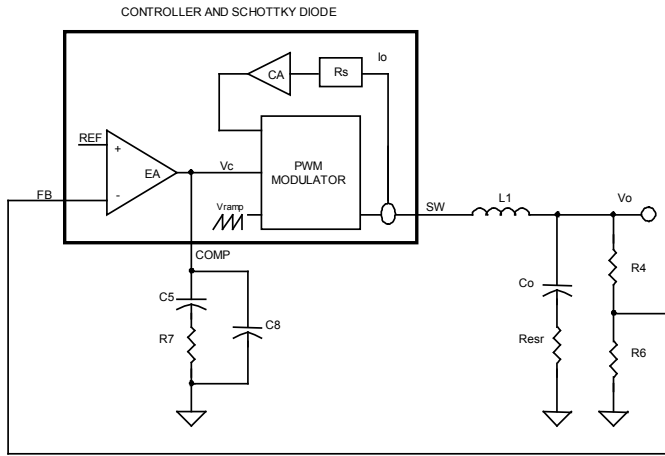 CONTROLLER AND SCHOTTKY DIODE
Io
CA
Rs
REF
+
EA
-
Vc
PWM
MODULATOR
FB
Vramp
SW
L1
Vo
COMP
C5
R7
C8
Co
Resr
R4
R6